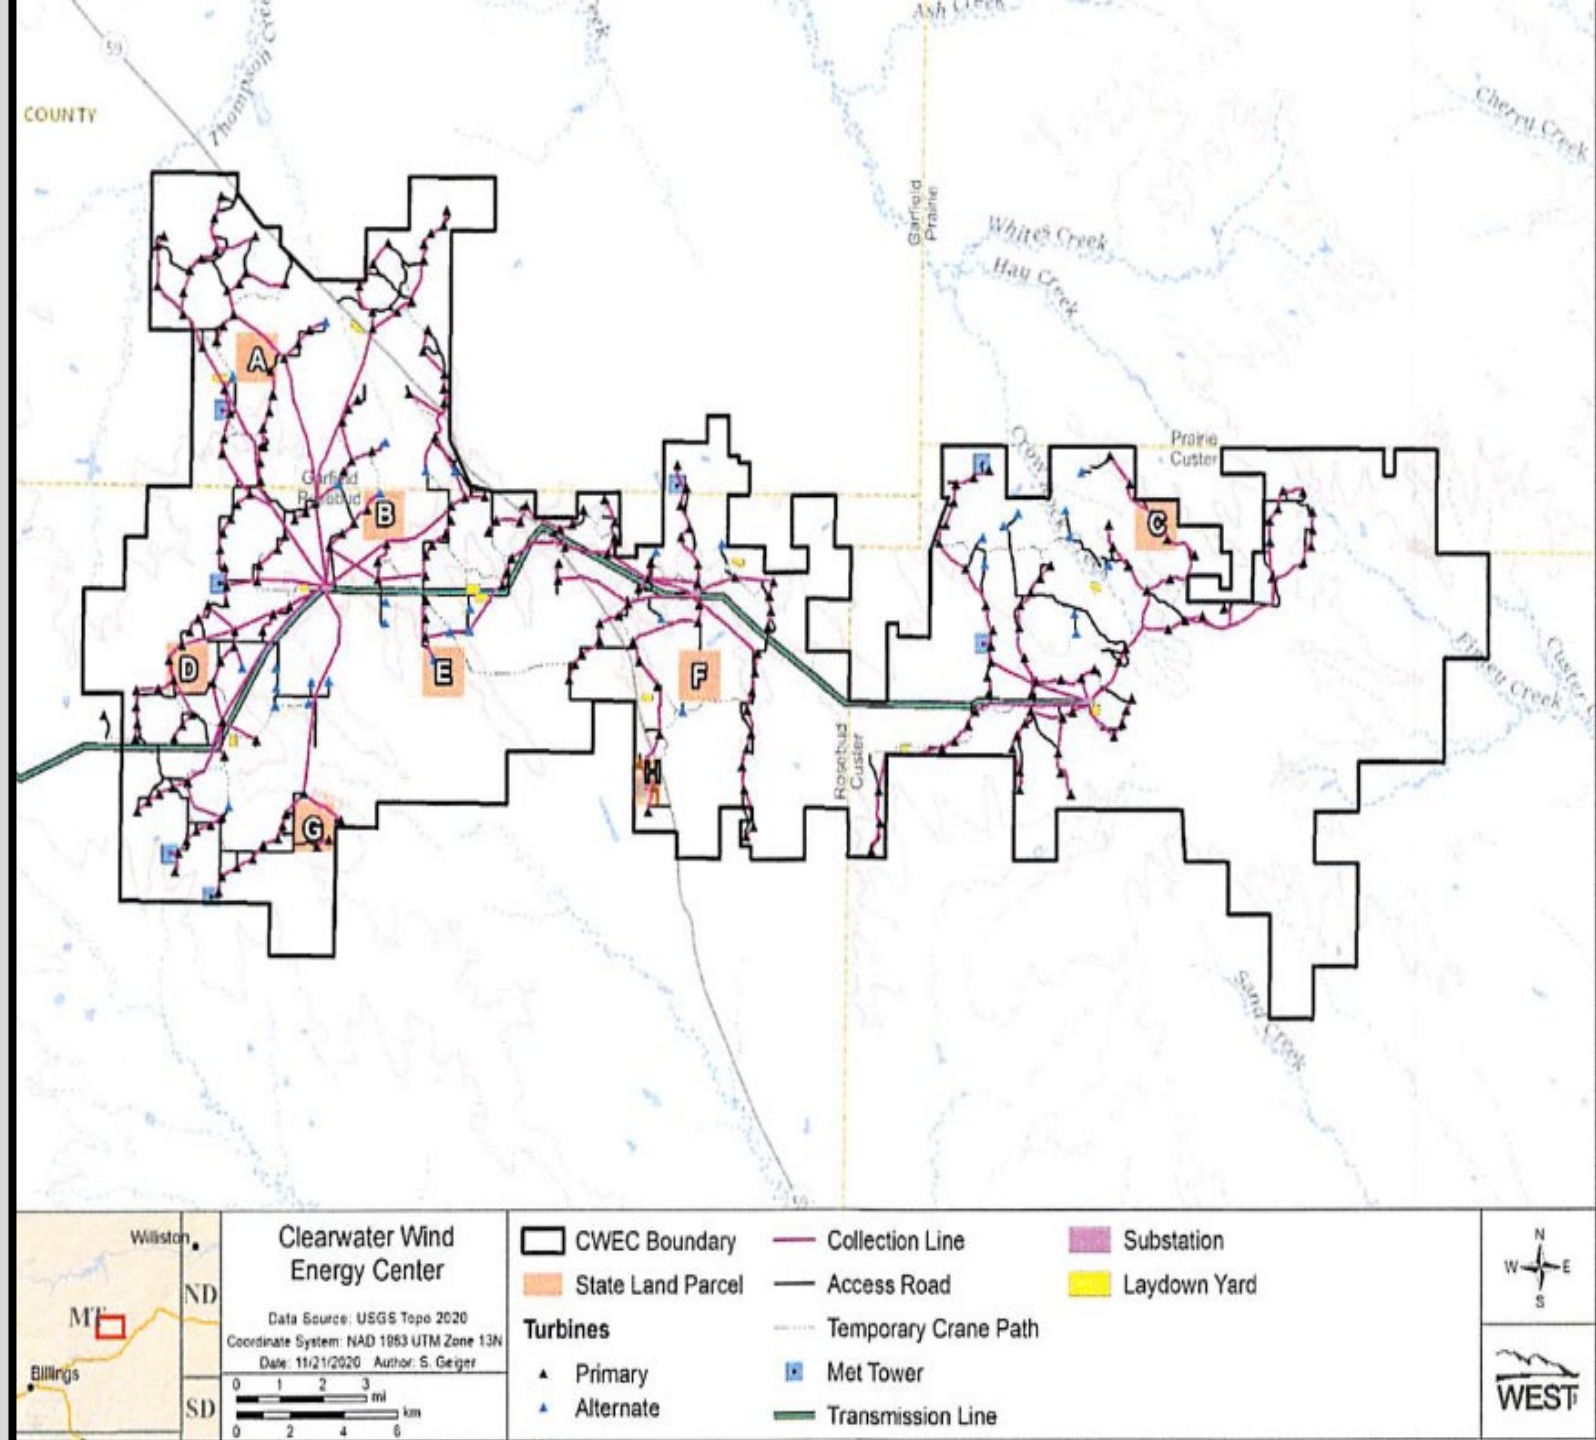 Ash Creek
59
Thompson Cree
eek
COUNTY
Cherry Creek
Garfield
Prairie
White's Creek
Hay Creek
A
Crow
Prairie
Custer
Garfield
Rosebud
B
C
D
E
F
Custer
Rosebud
Custer
H
G
Sand Creek
59
Williston
ND
MT
Billings
SD
Clearwater Wind
Energy Center
Data Source: USGS Topo 2020
Coordinate System: NAD 1983 UTM Zone 13N
Date: 11/21/2020 Author: S. Geiger
0 1 2 3
mi
km
0 2 4 6
CWEC Boundary
State Land Parcel
Turbines
Primary
Alternate
Collection Line
Access Road
Temporary Crane Path
Met Tower
Transmission Line
Substation
Laydown Yard
N
W E
S
WEST